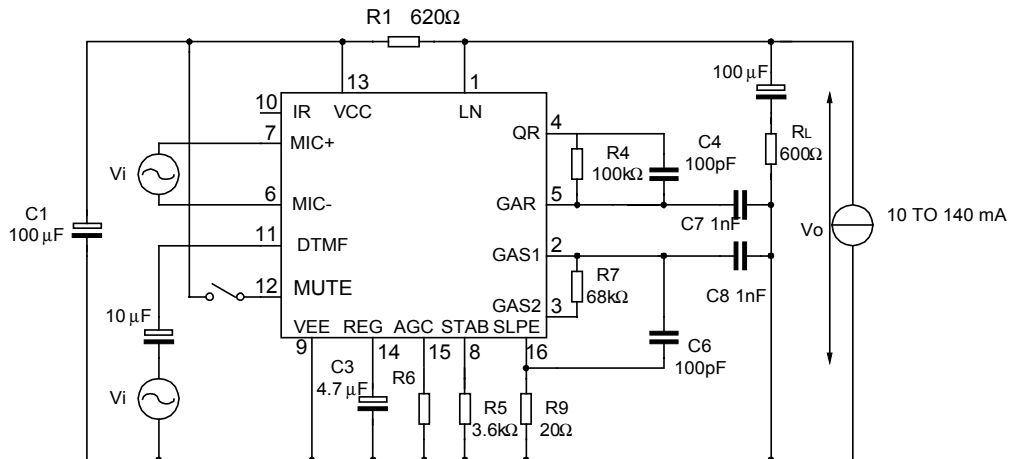 R1 620Ω
100 μF
13
1
10
IR
VCC
LN
4
7
MIC+
QR
C4
RL
R4
100pF
600Ω
100kΩ
Vi
C1
6
MIC-
GAR
5
100 μF
C7 1nF
10 TO 140 mA
11
DTMF
Vo
GAS1
2
12
MUTE
R7
68kΩ
C8 1nF
GAS2
3
10 μF
VEE
REG
AGC
STAB
SLPE
9
14
15
8
16
C6
C3
R6
100pF
4.7 μF
Vi
R5
R9
3.6kΩ
20Ω